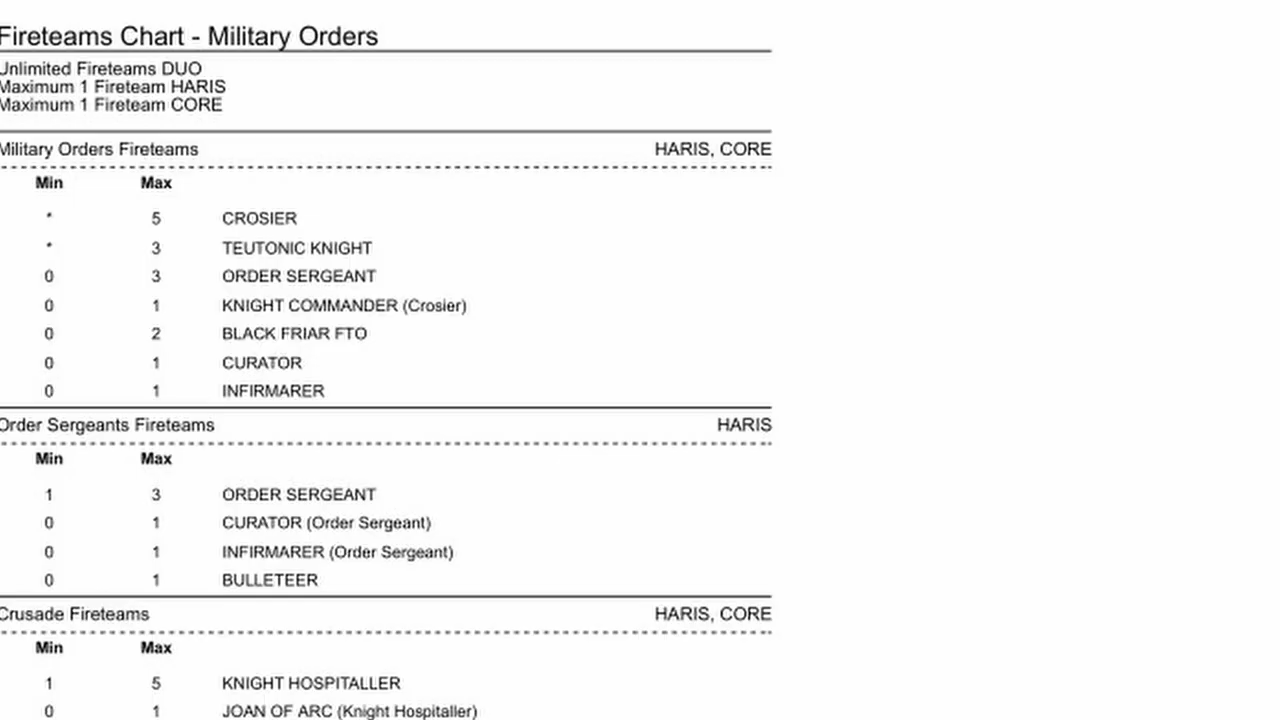 Fireteams Chart - Military Orders
Unlimited Fireteams DUO
Maximum 1 Fireteam HARIS
Maximum 1 Fireteam CORE
Military Orders Fireteams HARIS, CORE
Min Max
* 5 CROSIER
* 3 TEUTONIC KNIGHT
0 3 ORDER SERGEANT
0 1 KNIGHT COMMANDER (Crosier)
0 2 BLACK FRIAR FTO
0 1 CURATOR
0 1 INFIRMARER
Order Sergeants Fireteams HARIS
Min Max
1 3 ORDER SERGEANT
0 1 CURATOR (Order Sergeant)
0 1 INFIRMARER (Order Sergeant)
0 1 BULLETEER
Crusade Fireteams HARIS, CORE
Min Max
1 5 KNIGHT HOSPITALLER
0 1 JOAN OF ARC (Knight Hospitaller)